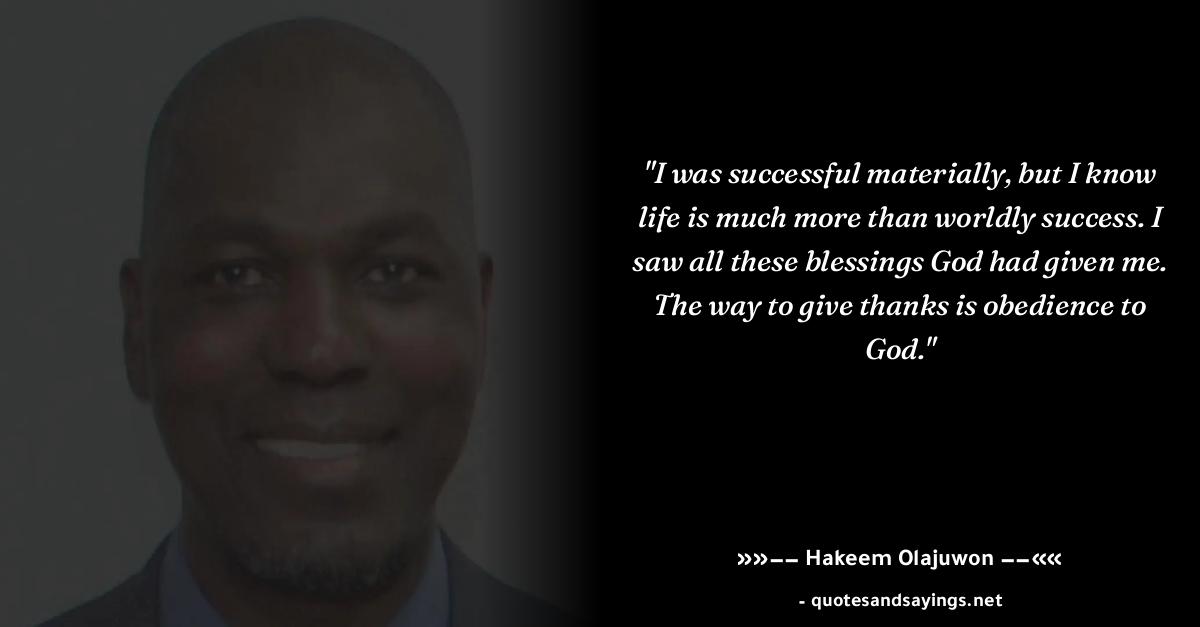 "I was successful materially, but I know
life is much more than worldly success. I
saw all these blessings God had given me.
The way to give thanks is obedience to
God."
»»−− Hakeem Olajuwon −−««
- quotesandsayings.net